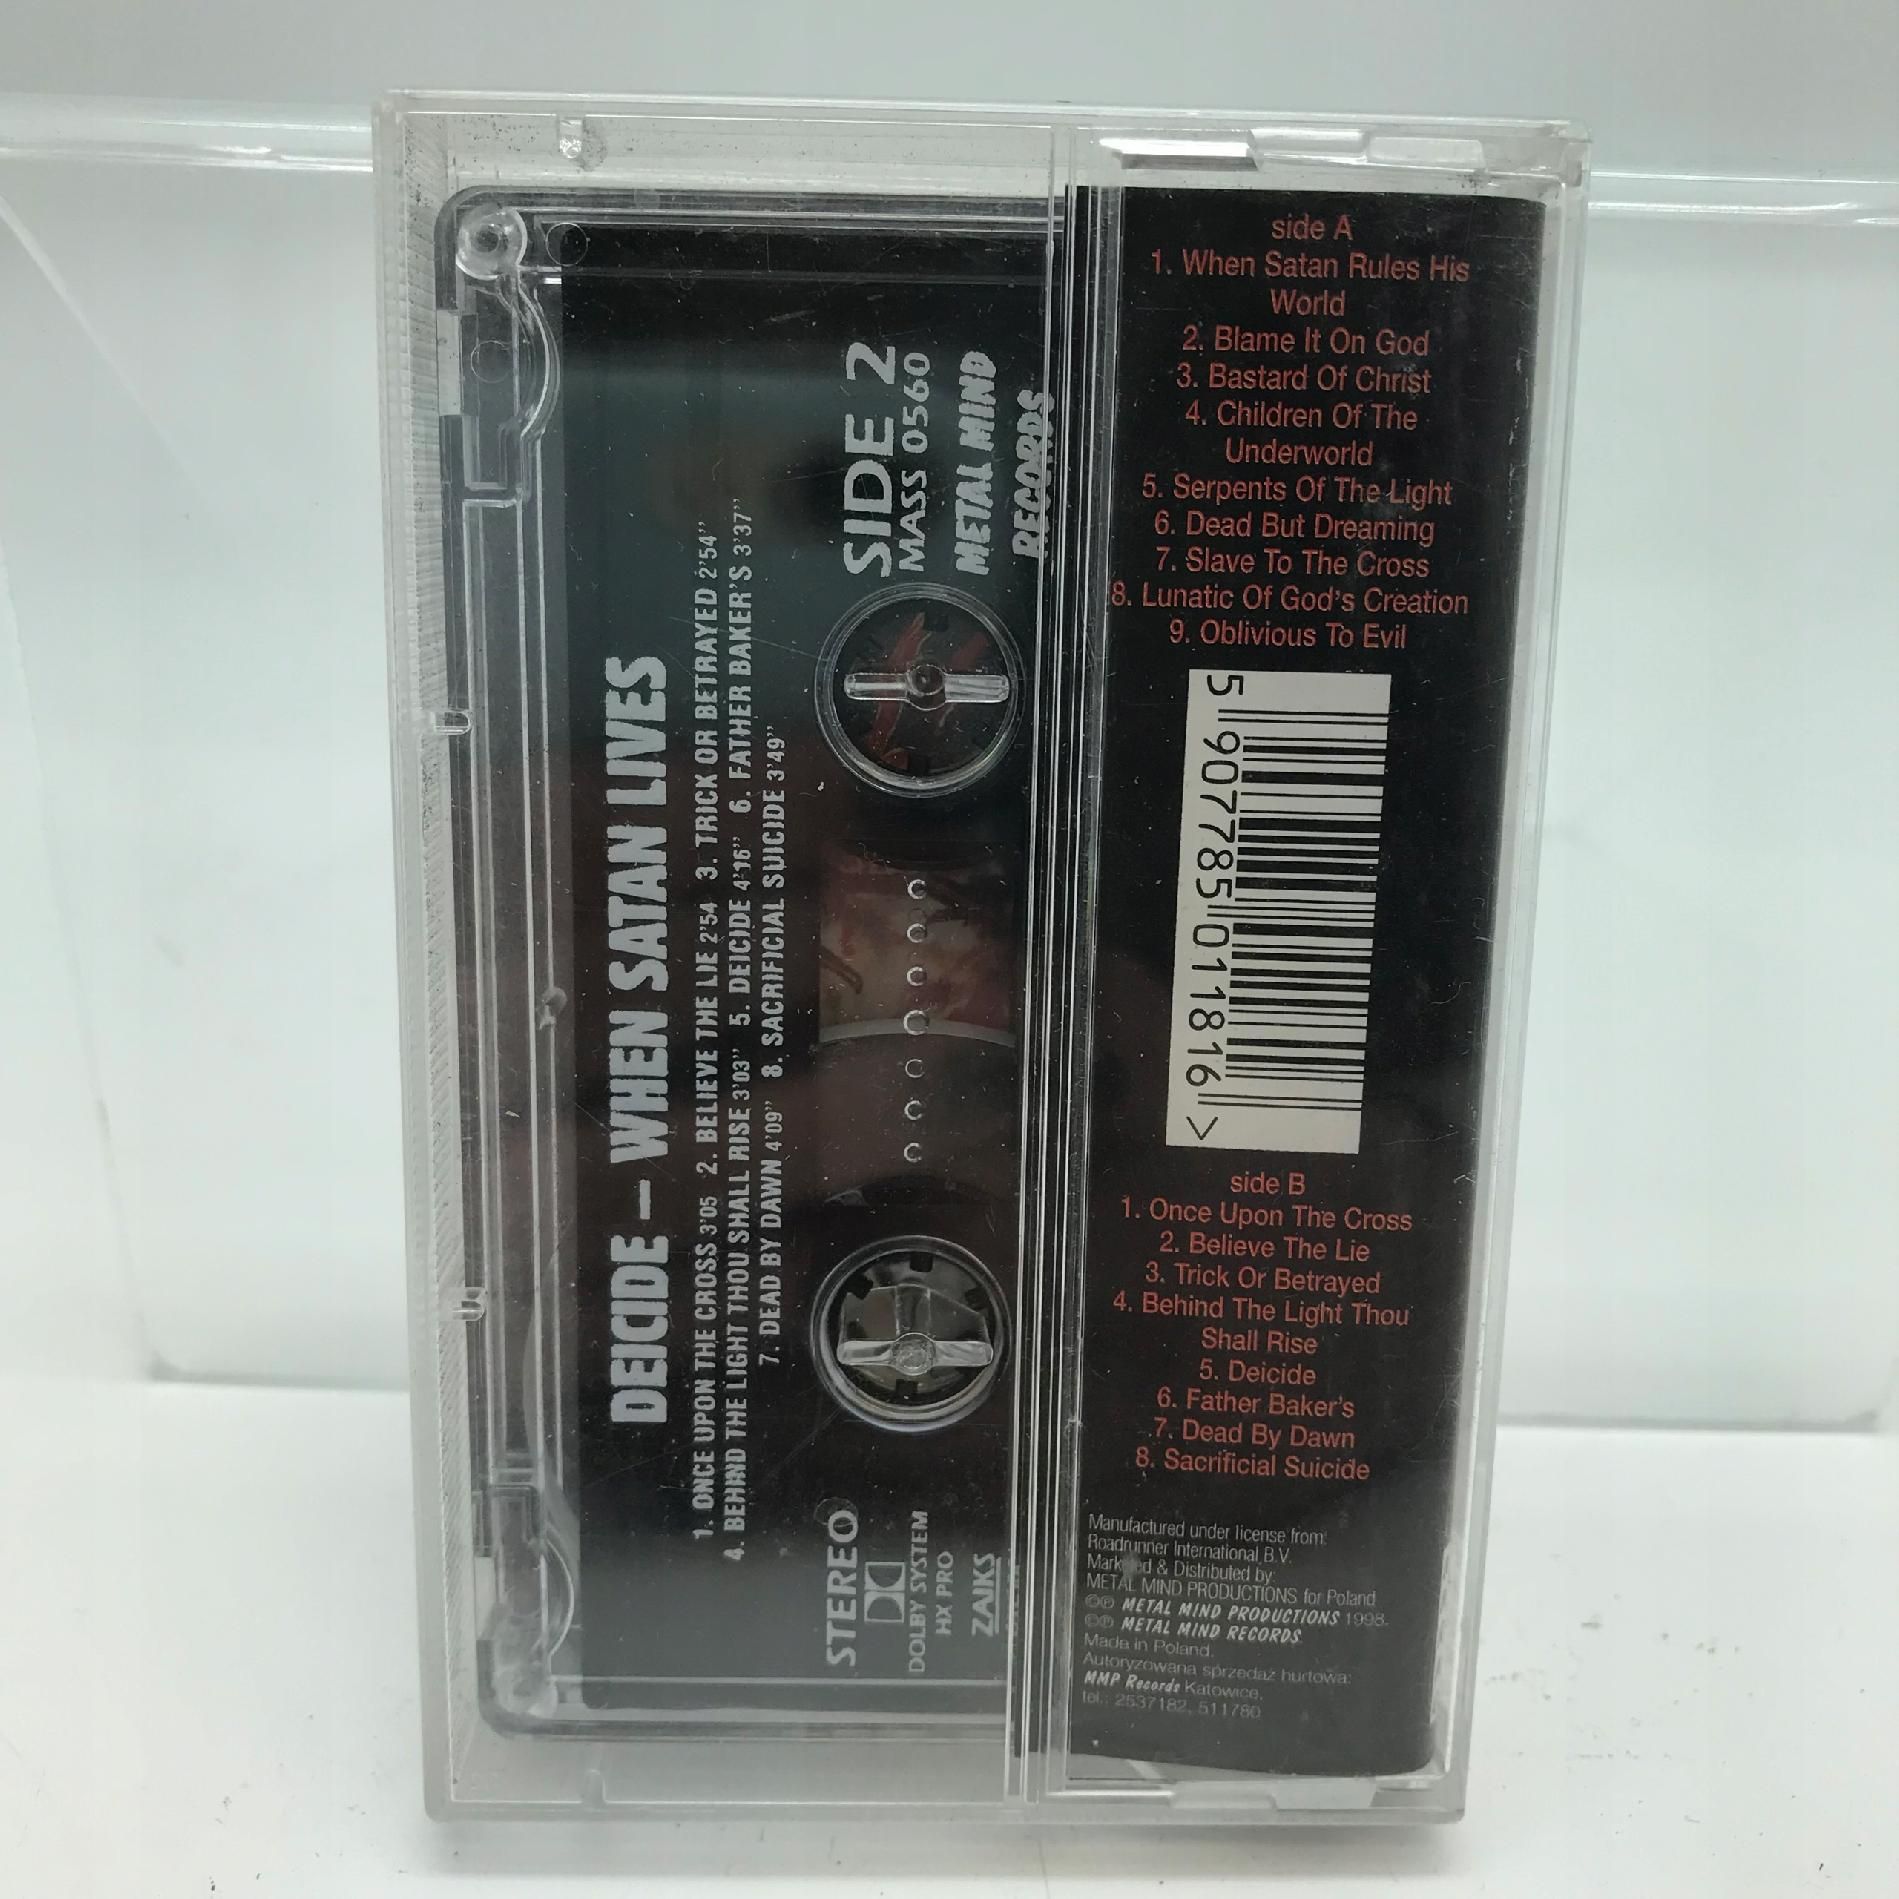 DEICIDE – WHEN SATAN LIVES
1. ONCE UPON THE CROSS 3'05 2. BELIEVE THE LIE 2'54 3. TRICK OR BETRAYED 2'54"
4. BEHIND THE LIGHT THOU SHALL RISE 3'03" 5. DEICIDE 4'16" 6. FATHER BAKER'S 3'37"
7. DEAD BY DAWN 4'09" 8. SACRIFICIAL SUICIDE 3'49"
SIDE 2
MASS 0560
METAL MIND
RECORDS
STEREO
DOLBY SYSTEM
HX PRO
ZAIKS
side A
1. When Satan Rules His
World
2. Blame It On God
3. Bastard Of Christ
4. Children Of The
Underworld
5. Serpents Of The Light
6. Dead But Dreaming
7. Slave To The Cross
8. Lunatic Of God's Creation
9. Oblivious To Evil
5 907785 011816 >
side B
1. Once Upon The Cross
2. Believe The Lie
3. Trick Or Betrayed
4. Behind The Light Thou
Shall Rise
5. Deicide
6. Father Baker's
7. Dead By Dawn
8. Sacrificial Suicide
Manufactured under license from:
Roadrunner International B.V.
Marketed & Distributed by:
METAL MIND PRODUCTIONS for Poland
©℗ METAL MIND PRODUCTIONS 1998.
©℗ METAL MIND RECORDS
Made in Poland.
Autoryzowana sprzedaż hurtowa:
MMP Records Katowice,
tel.: 2537182, 511780